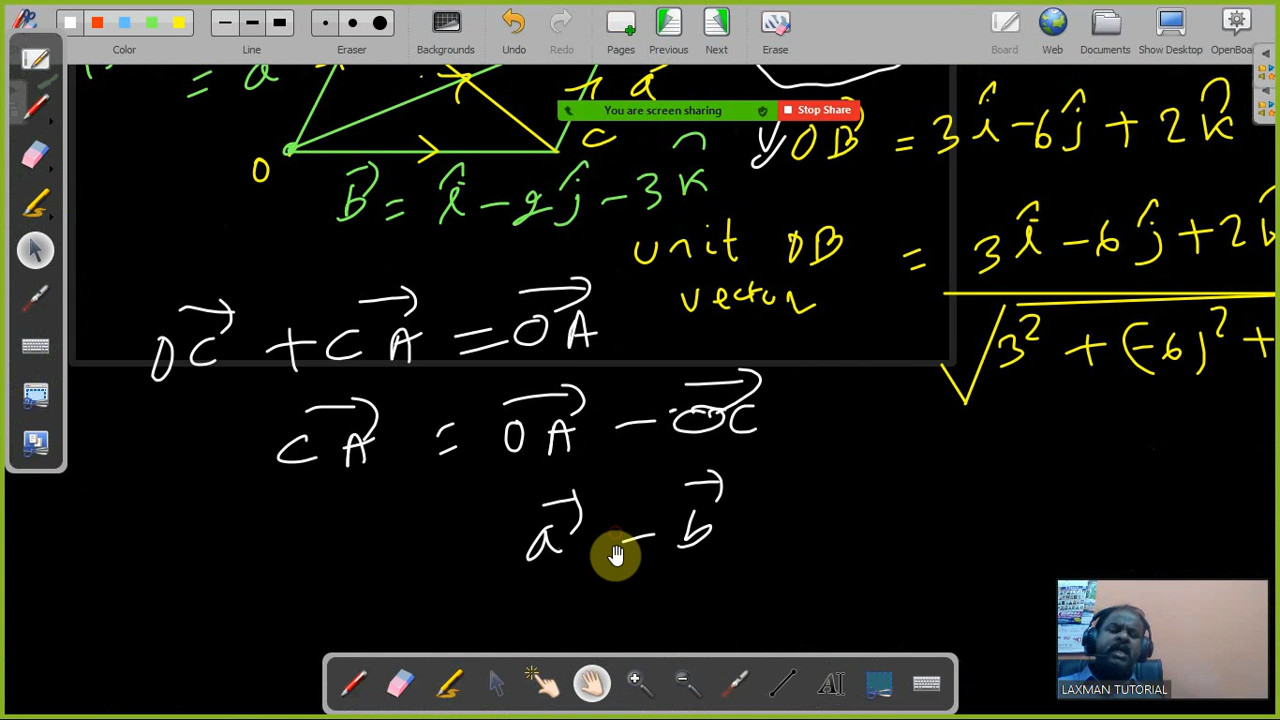 Color Line Eraser Backgrounds Undo Redo Pages Previous Next Erase Board Web Documents Show Desktop OpenBoa
= a
a
You are screen sharing Stop Share
O C
OB = 3i - 6j + 2k
b = i - 2j - 3k
unit OB vector = 3i - 6j + 2k
√3² + (-6)² +
OC + CA = OA
CA = OA - OC
a - b
LAXMAN TUTORIAL